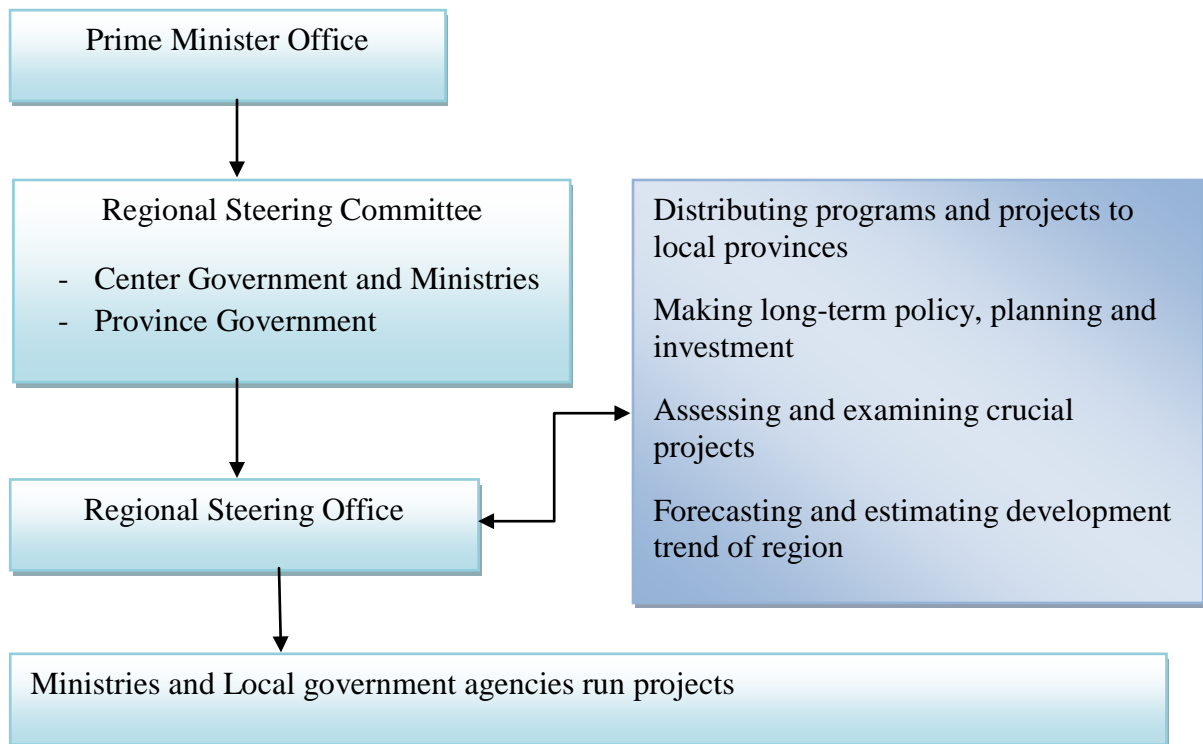 Prime Minister Office
Regional Steering Committee
- Center Government and Ministries
- Province Government
Distributing programs and projects to
local provinces
Making long-term policy, planning and
investment
Assessing and examining crucial
projects
Forecasting and estimating development
trend of region
Regional Steering Office
Ministries and Local government agencies run projects